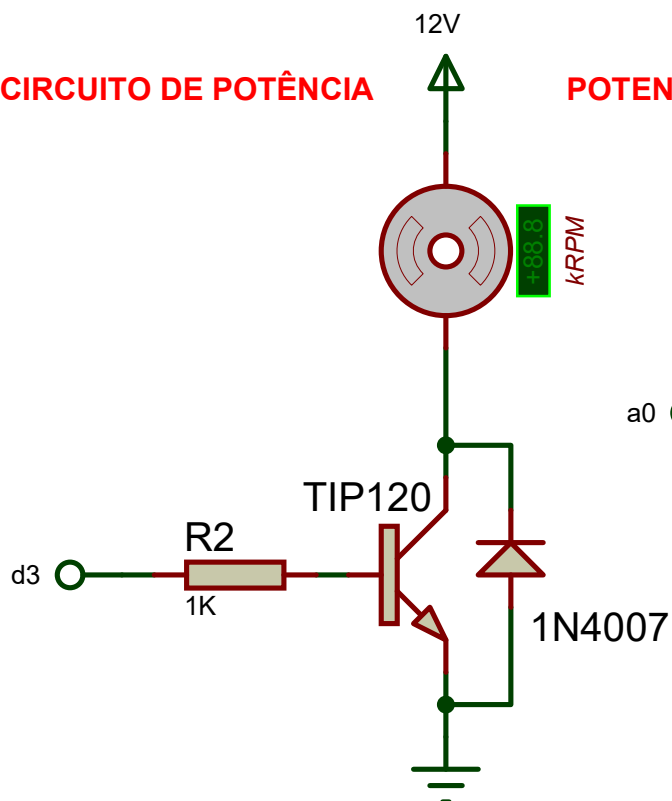 12V
CIRCUITO DE POTÊNCIA
POTEN
+88.8
kRPM
a0
TIP120
R2
d3
1K
1N4007